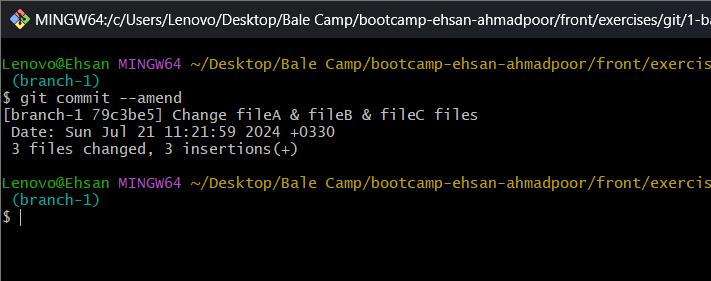 MINGW64:/c/Users/Lenovo/Desktop/Bale Camp/bootcamp-ehsan-ahmadpoor/front/exercises/git/1-ba
Lenovo@Ehsan MINGW64 ~/Desktop/Bale Camp/bootcamp-ehsan-ahmadpoor/front/exercis
(branch-1)
$ git commit --amend
[branch-1 79c3be5] Change fileA & fileB & fileC files
Date: Sun Jul 21 11:21:59 2024 +0330
3 files changed, 3 insertions(+)
Lenovo@Ehsan MINGW64 ~/Desktop/Bale Camp/bootcamp-ehsan-ahmadpoor/front/exercis
(branch-1)
$